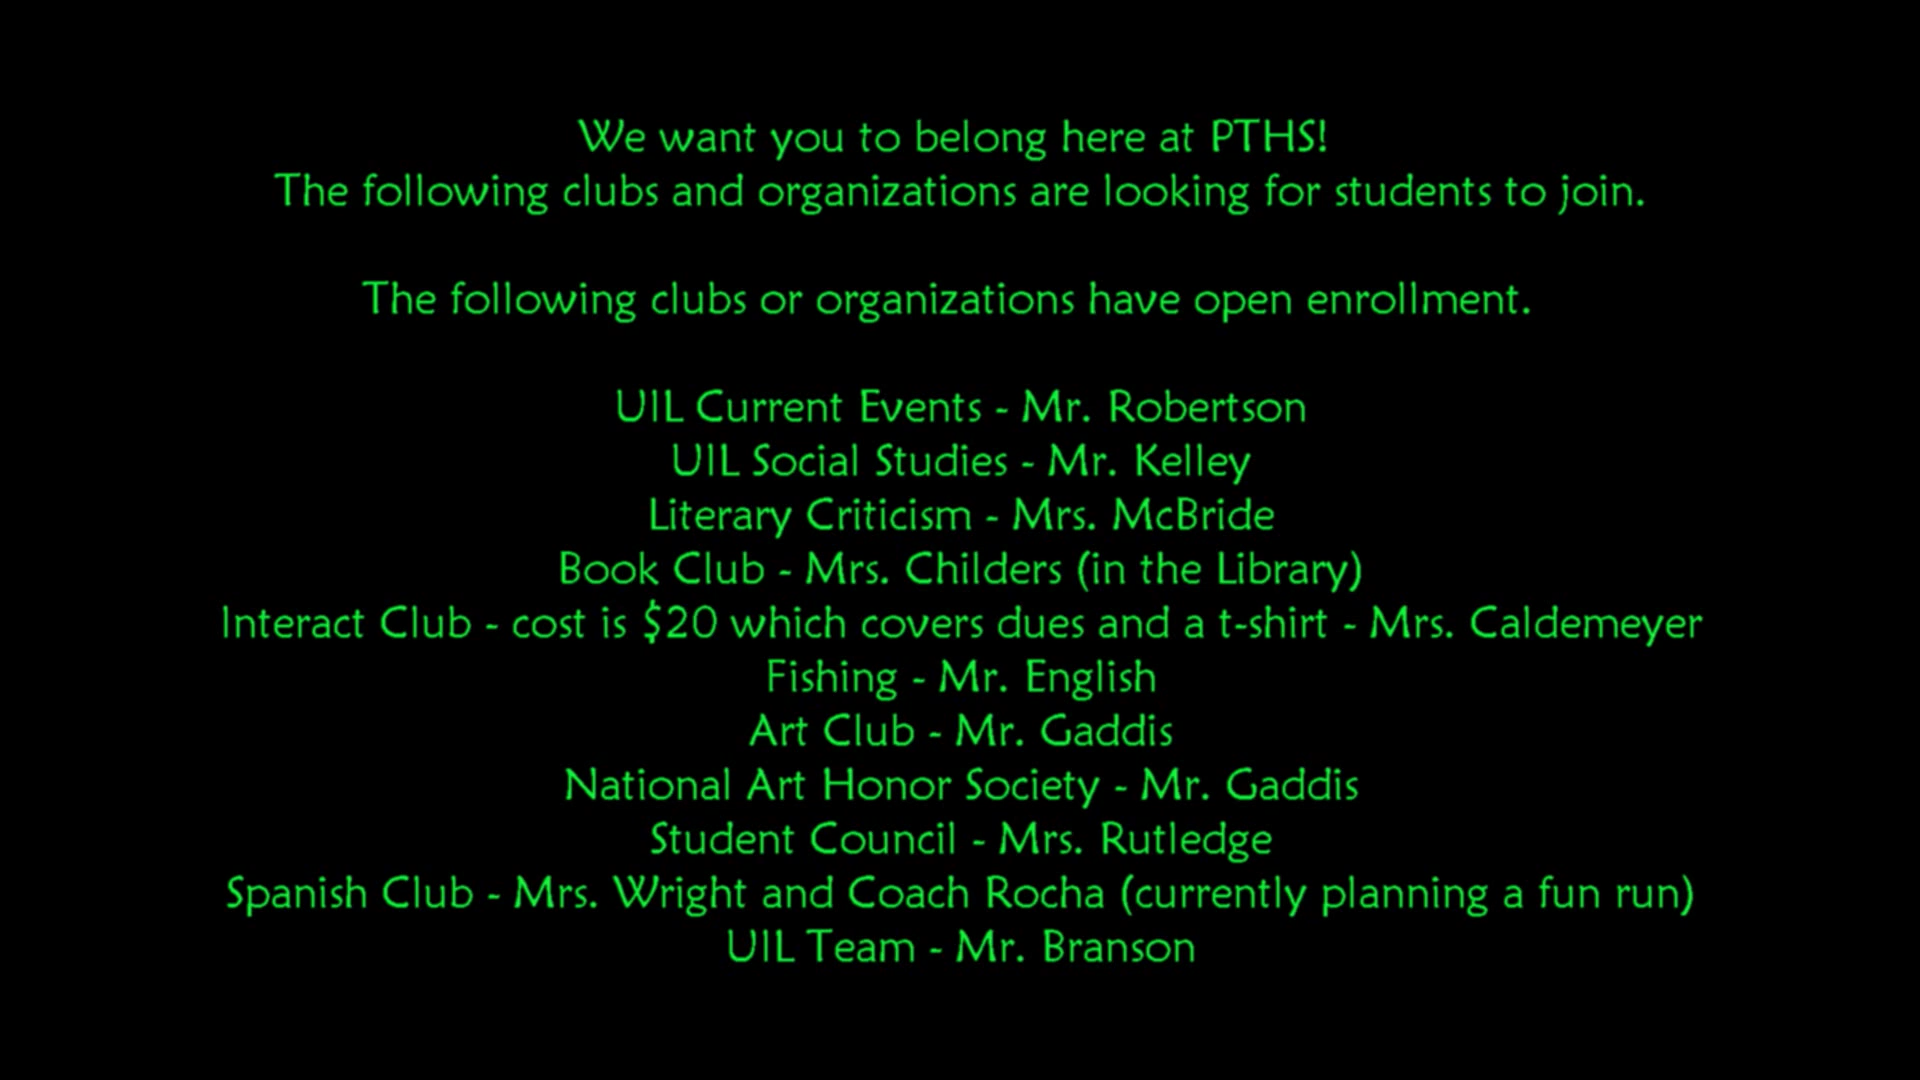 We want you to belong here at PTHS!
The following clubs and organizations are looking for students to join.
The following clubs or organizations have open enrollment.
UIL Current Events - Mr. Robertson
UIL Social Studies - Mr. Kelley
Literary Criticism - Mrs. McBride
Book Club - Mrs. Childers (in the Library)
Interact Club - cost is $20 which covers dues and a t-shirt - Mrs. Caldemeyer
Fishing - Mr. English
Art Club - Mr. Gaddis
National Art Honor Society - Mr. Gaddis
Student Council - Mrs. Rutledge
Spanish Club - Mrs. Wright and Coach Rocha (currently planning a fun run)
UIL Team - Mr. Branson